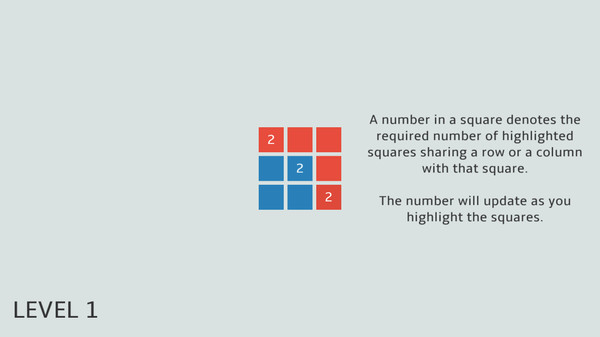 2
2
2
A number in a square denotes the
required number of highlighted
squares sharing a row or a column
with that square.
The number will update as you
highlight the squares.
LEVEL 1